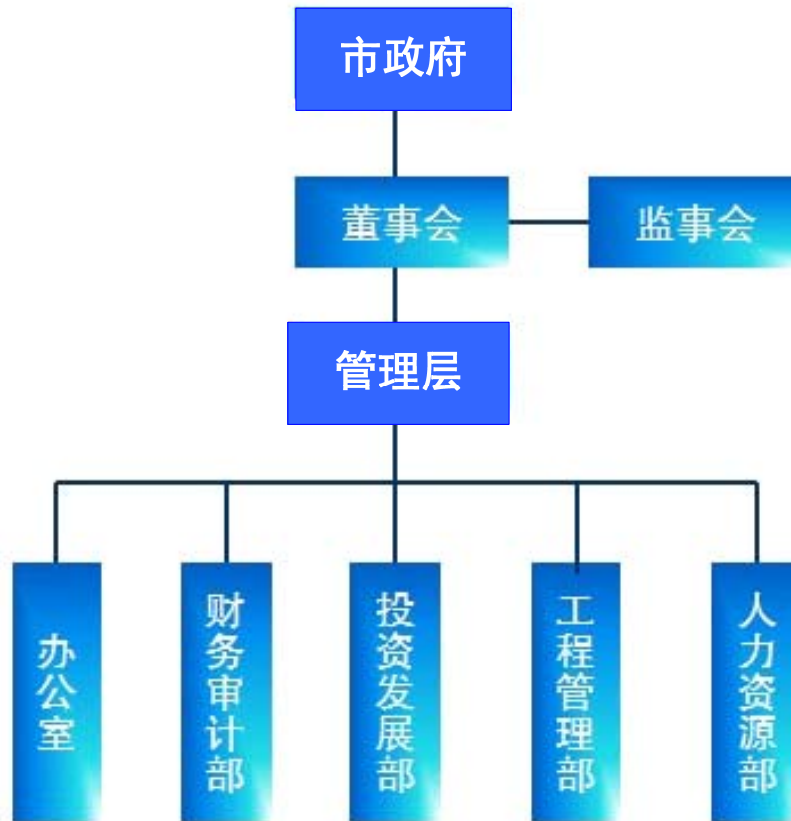 市政府
董事会
监事会
管理层
办公室
财务审计部
投资发展部
工程管理部
人力资源部